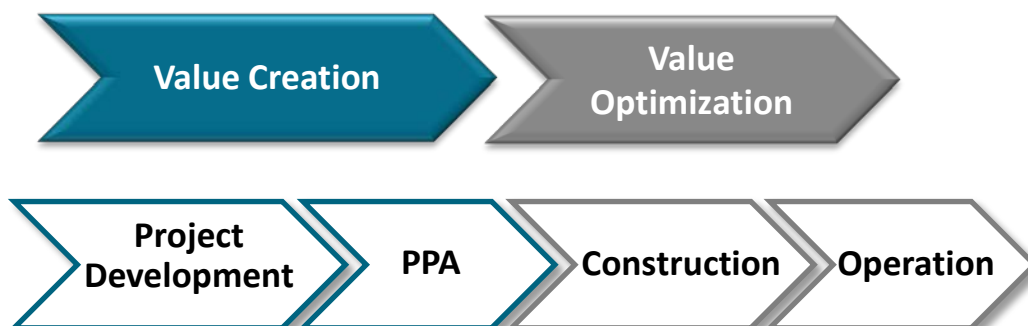 Value Creation
Value
Optimization
Project
Development
PPA
Construction
Operation